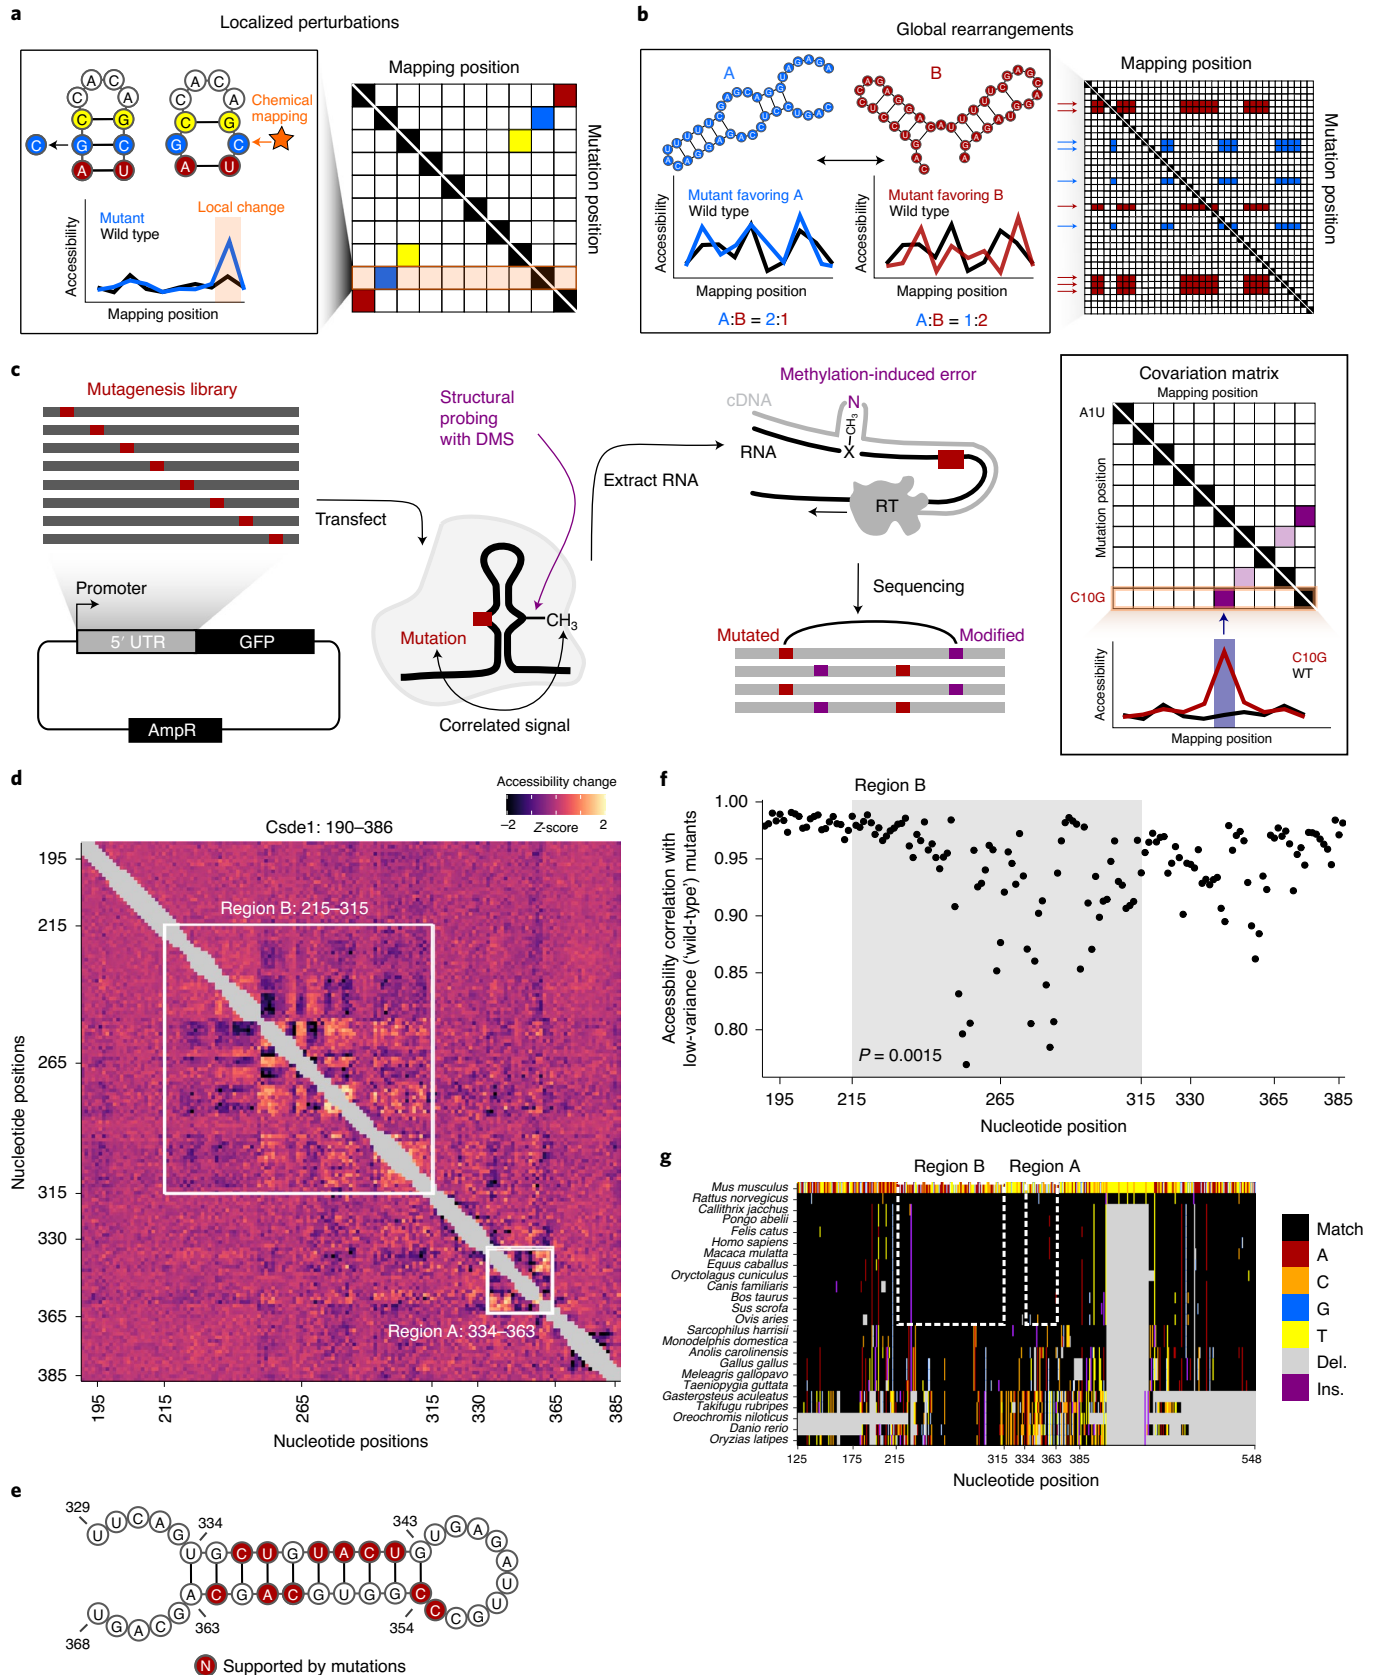 a
Localized perturbations
Mapping position
Mutation position
C A C A C G G C A U C
C A C A C G G C A U
Chemical
mapping
Local change
Mutant
Wild type
Accessibility
Mapping position
b
Global rearrangements
A
B
Mutant favoring A
Wild type
Accessibility
Mapping position
A:B = 2:1
Mutant favoring B
Wild type
Accessibility
Mapping position
A:B = 1:2
Mapping position
Mutation position
c
Mutagenesis library
Transfect
Promoter
5′ UTR
GFP
AmpR
Structural
probing
with DMS
Mutation
CH3
Correlated signal
Extract RNA
Methylation-induced error
cDNA
N
CH3
X
RNA
RT
Sequencing
Mutated
Modified
Covariation matrix
Mapping position
A1U
Mutation position
C10G
C10G
WT
Accessibility
Mapping position
d
Accessibility change
−2 Z-score 2
Csde1: 190–386
195
215
265
315
330
365
385
Region B: 215–315
Region A: 334–363
Nucleotide positions
195 215 265 315 330 365 385
Nucleotide positions
e
329
334
343
U U C A G U G C U G U A C U G U G A G A U U G C C C G G U G C A C G A G C A G U
354
363
368
N Supported by mutations
f
Region B
1.00
0.95
0.90
0.85
0.80
Accessbility correlation with
low-variance (‘wild-type’) mutants
P = 0.0015
195 215 265 315 330 365 385
Nucleotide position
g
Region B
Region A
Mus musculus
Rattus norvegicus
Callithrix jacchus
Pongo abelii
Felis catus
Homo sapiens
Macaca mulatta
Equus caballus
Oryctolagus cuniculus
Canis familiaris
Bos taurus
Sus scrofa
Ovis aries
Sarcophilus harrisii
Monodelphis domestica
Anolis carolinensis
Gallus gallus
Meleagris gallopavo
Taeniopygia guttata
Gasterosteus aculeatus
Takifugu rubripes
Oreochromis niloticus
Danio rerio
Oryzias latipes
125 175 215 315 334 363 385 548
Nucleotide position
Match
A
C
G
T
Del.
Ins.